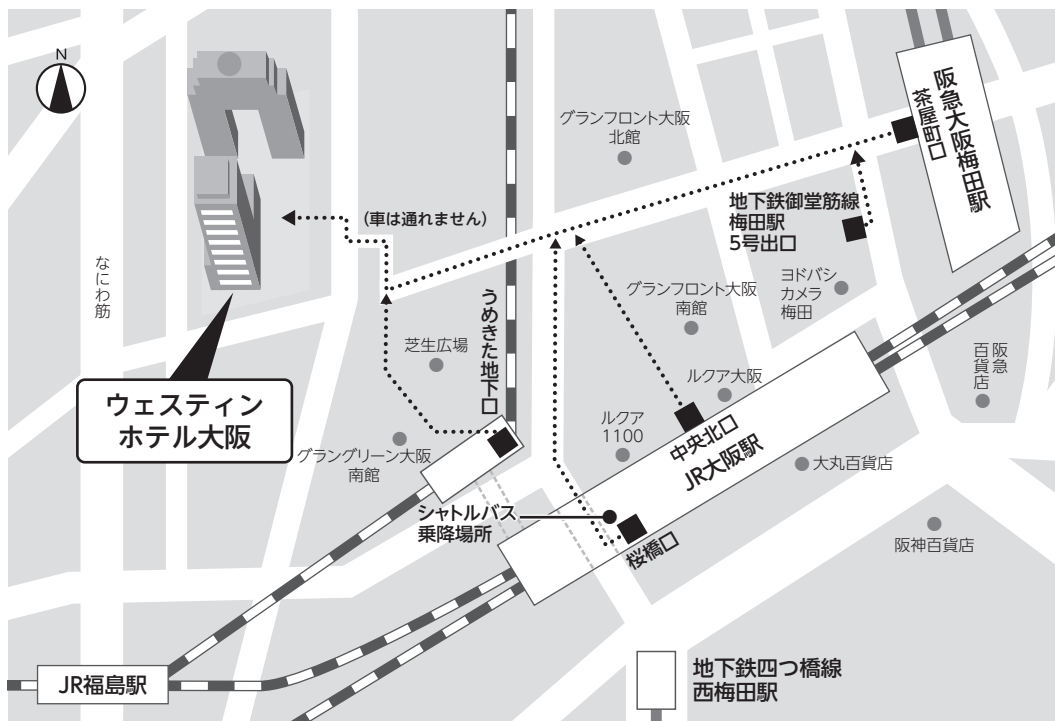 N
グランフロント大阪
北館
阪急大阪梅田駅
茶屋町口
地下鉄御堂筋線
梅田駅
5号出口
(車は通れません)
なにわ筋
ヨドバシ
カメラ
梅田
グランフロント大阪
南館
うめきた地下口
芝生広場
阪急
百貨店
ルクア大阪
ウェスティン
ホテル大阪
ルクア
1100
中央北口
JR大阪駅
グラングリーン大阪
南館
大丸百貨店
シャトルバス
乗降場所
桜橋口
阪神百貨店
JR福島駅
地下鉄四つ橋線
西梅田駅